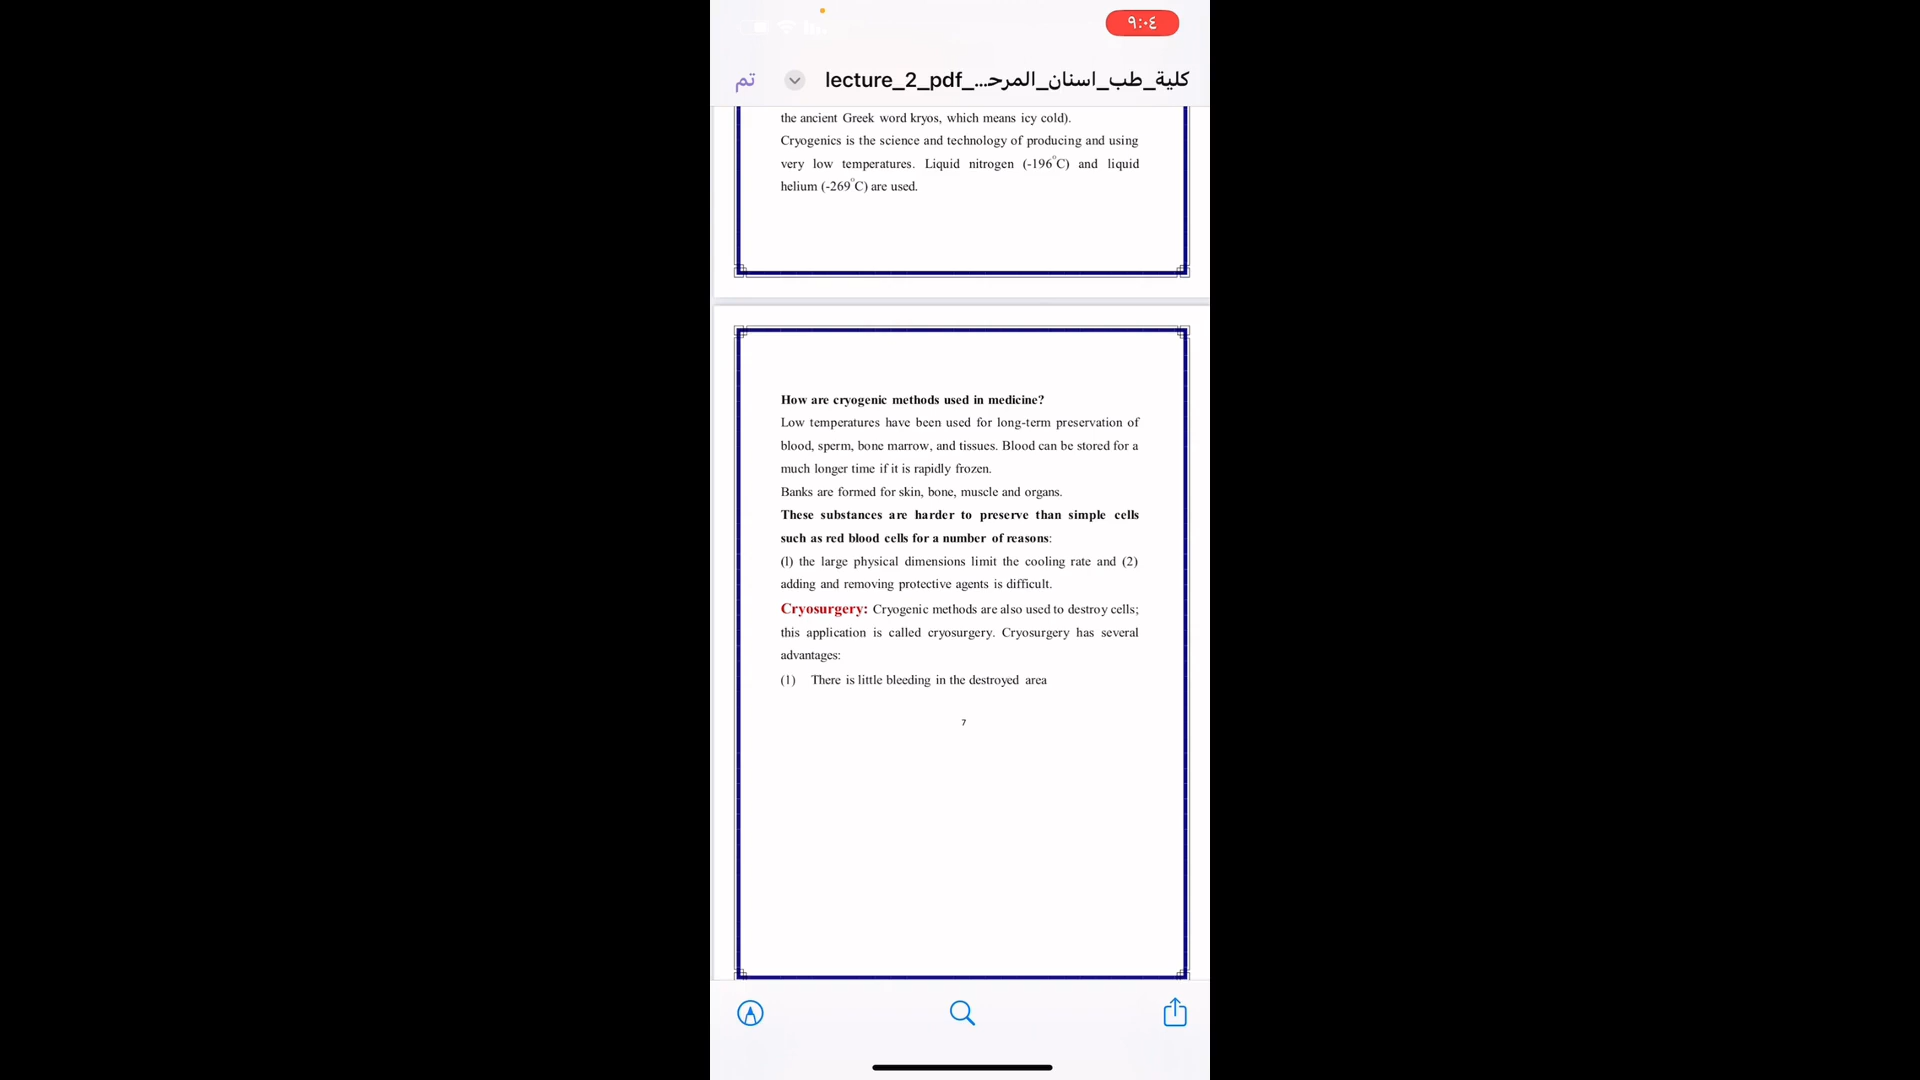 ٩:٠٤
تم
lecture_2_pdf_...كلية_طب_اسنان_المرحـ
the ancient Greek word kryos, which means icy cold).
Cryogenics is the science and technology of producing and using
very low temperatures. Liquid nitrogen (-196°C) and liquid
helium (-269°C) are used.
How are cryogenic methods used in medicine?
Low temperatures have been used for long-term preservation of
blood, sperm, bone marrow, and tissues. Blood can be stored for a
much longer time if it is rapidly frozen.
Banks are formed for skin, bone, muscle and organs.
These substances are harder to preserve than simple cells
such as red blood cells for a number of reasons:
(l) the large physical dimensions limit the cooling rate and (2)
adding and removing protective agents is difficult.
Cryosurgery: Cryogenic methods are also used to destroy cells;
this application is called cryosurgery. Cryosurgery has several
advantages:
(1) There is little bleeding in the destroyed area
7